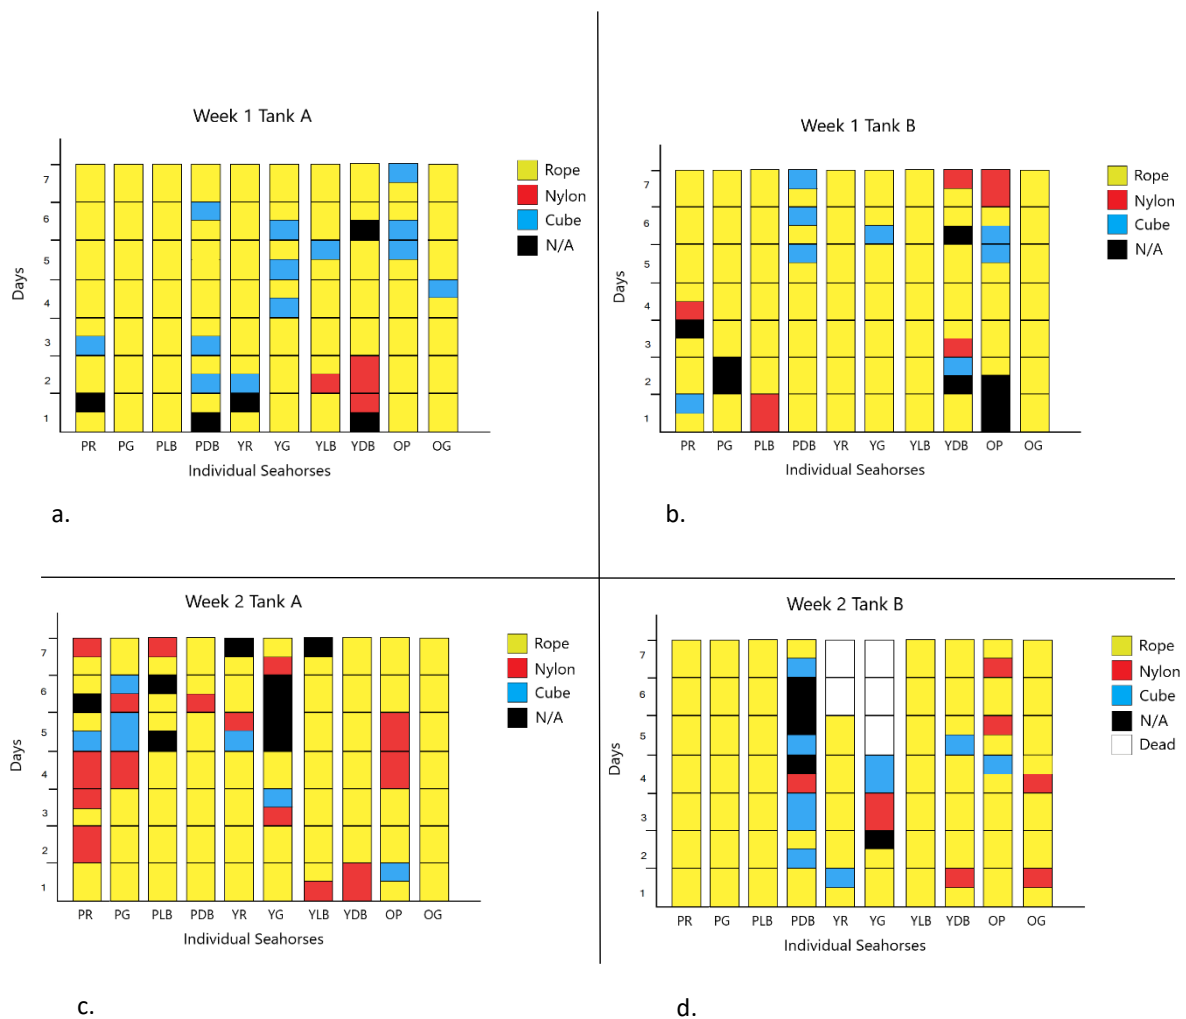 Week 1 Tank A
7
6
5
4
3
2
1
Days
PR PG PLB PDB YR YG YLB YDB OP OG
Individual Seahorses
Rope
Nylon
Cube
N/A
a.
Week 1 Tank B
7
6
5
4
3
2
1
Days
PR PG PLB PDB YR YG YLB YDB OP OG
Individual Seahorses
Rope
Nylon
Cube
N/A
b.
Week 2 Tank A
7
6
5
4
3
2
1
Days
PR PG PLB PDB YR YG YLB YDB OP OG
Individual Seahorses
Rope
Nylon
Cube
N/A
c.
Week 2 Tank B
7
6
5
4
3
2
1
Days
PR PG PLB PDB YR YG YLB YDB OP OG
Individual Seahorses
Rope
Nylon
Cube
N/A
Dead
d.